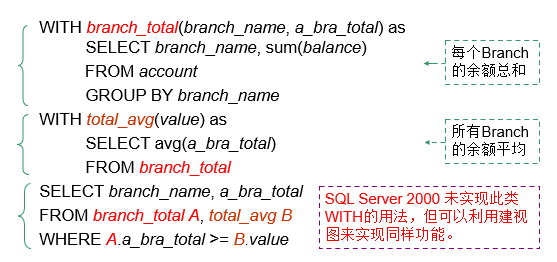 WITH branch_total(branch_name, a_bra_total) as
SELECT branch_name, sum(balance)
FROM account
GROUP BY branch_name
每个Branch
的余额总和
WITH total_avg(value) as
SELECT avg(a_bra_total)
FROM branch_total
所有Branch
的余额平均
SELECT branch_name, a_bra_total
FROM branch_total A, total_avg B
WHERE A.a_bra_total >= B.value
SQL Server 2000 未实现此类
WITH的用法，但可以利用建视
图来实现同样功能。